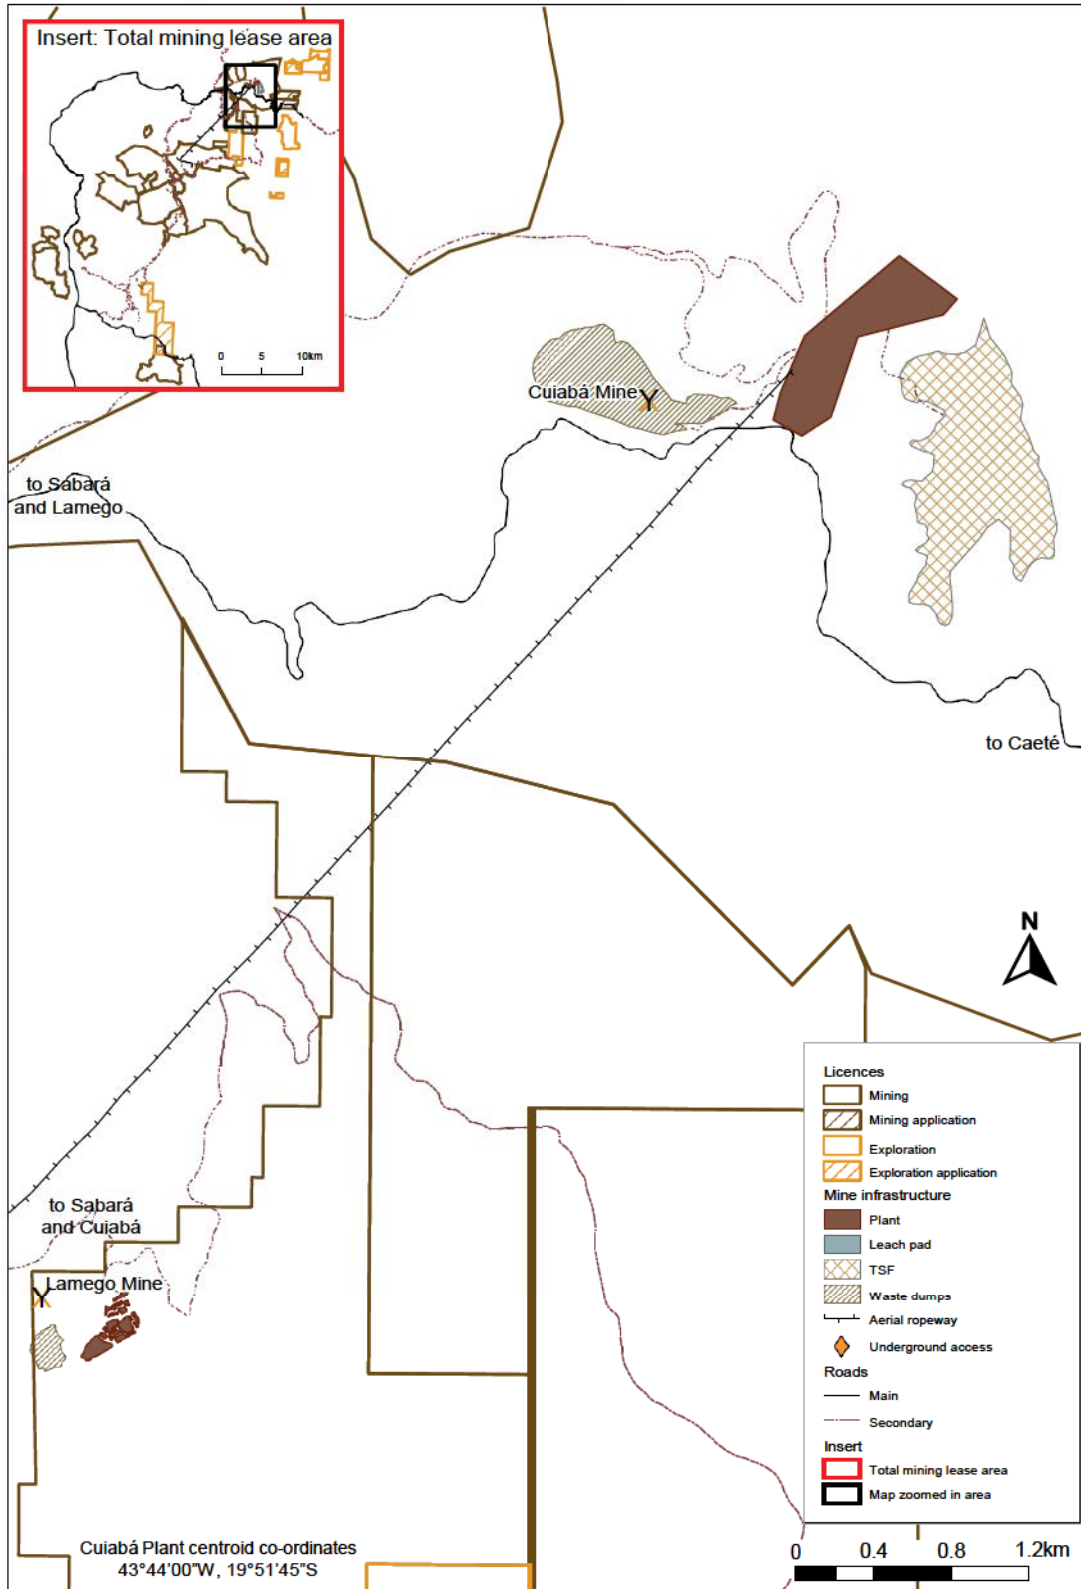 Insert: Total mining lease area
0 5 10km
Cuiabá Mine
to Sábará
and Lamego
to Caeté
N
to Sabará
and Cuiabá
Lamego Mine
Licences
Mining
Mining application
Exploration
Exploration application
Mine infrastructure
Plant
Leach pad
TSF
Waste dumps
Aerial ropeway
Underground access
Roads
Main
Secondary
Insert
Total mining lease area
Map zoomed in area
Cuiabá Plant centroid co-ordinates
43°44'00"W, 19°51'45"S
0 0.4 0.8 1.2km